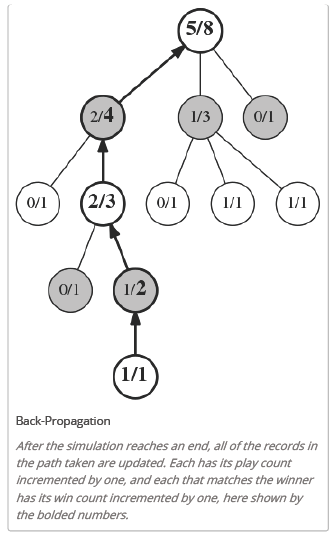 5/8
2/4
1/3
0/1
0/1
2/3
0/1
1/1
1/1
0/1
1/2
1/1
Back-Propagation
After the simulation reaches an end, all of the records in
the path taken are updated. Each has its play count
incremented by one, and each that matches the winner
has its win count incremented by one, here shown by
the bolded numbers.